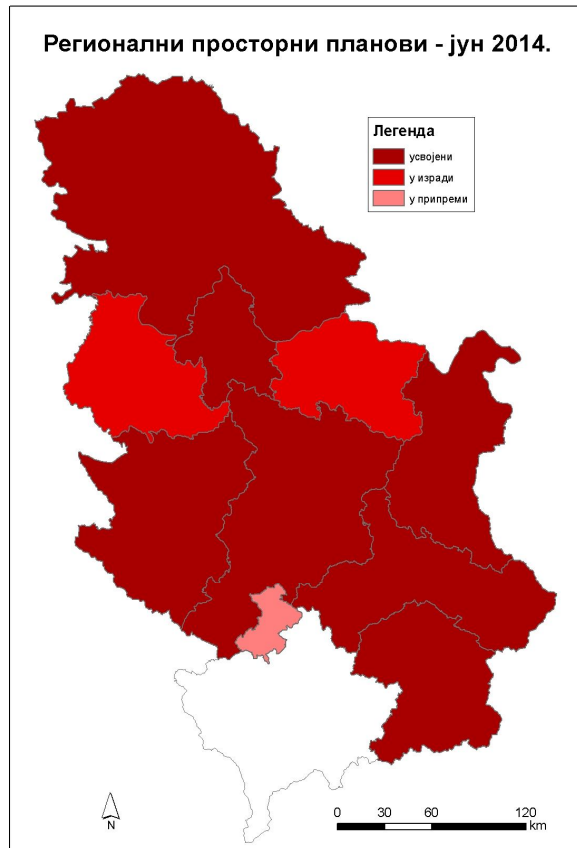 Регионални просторни планови - јун 2014.
Легенда
усвојени
у изради
у припреми
N
0 30 60 120
km